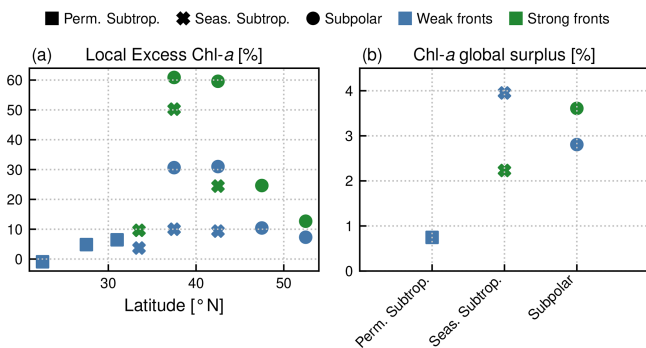 Perm. Subtrop. Seas. Subtrop. Subpolar Weak fronts Strong fronts
(a) Local Excess Chl-a [%]
60
50
40
30
20
10
0
30 40 50
Latitude [°N]
(b) Chl-a global surplus [%]
4
3
2
1
0
Perm. Subtrop.
Seas. Subtrop.
Subpolar